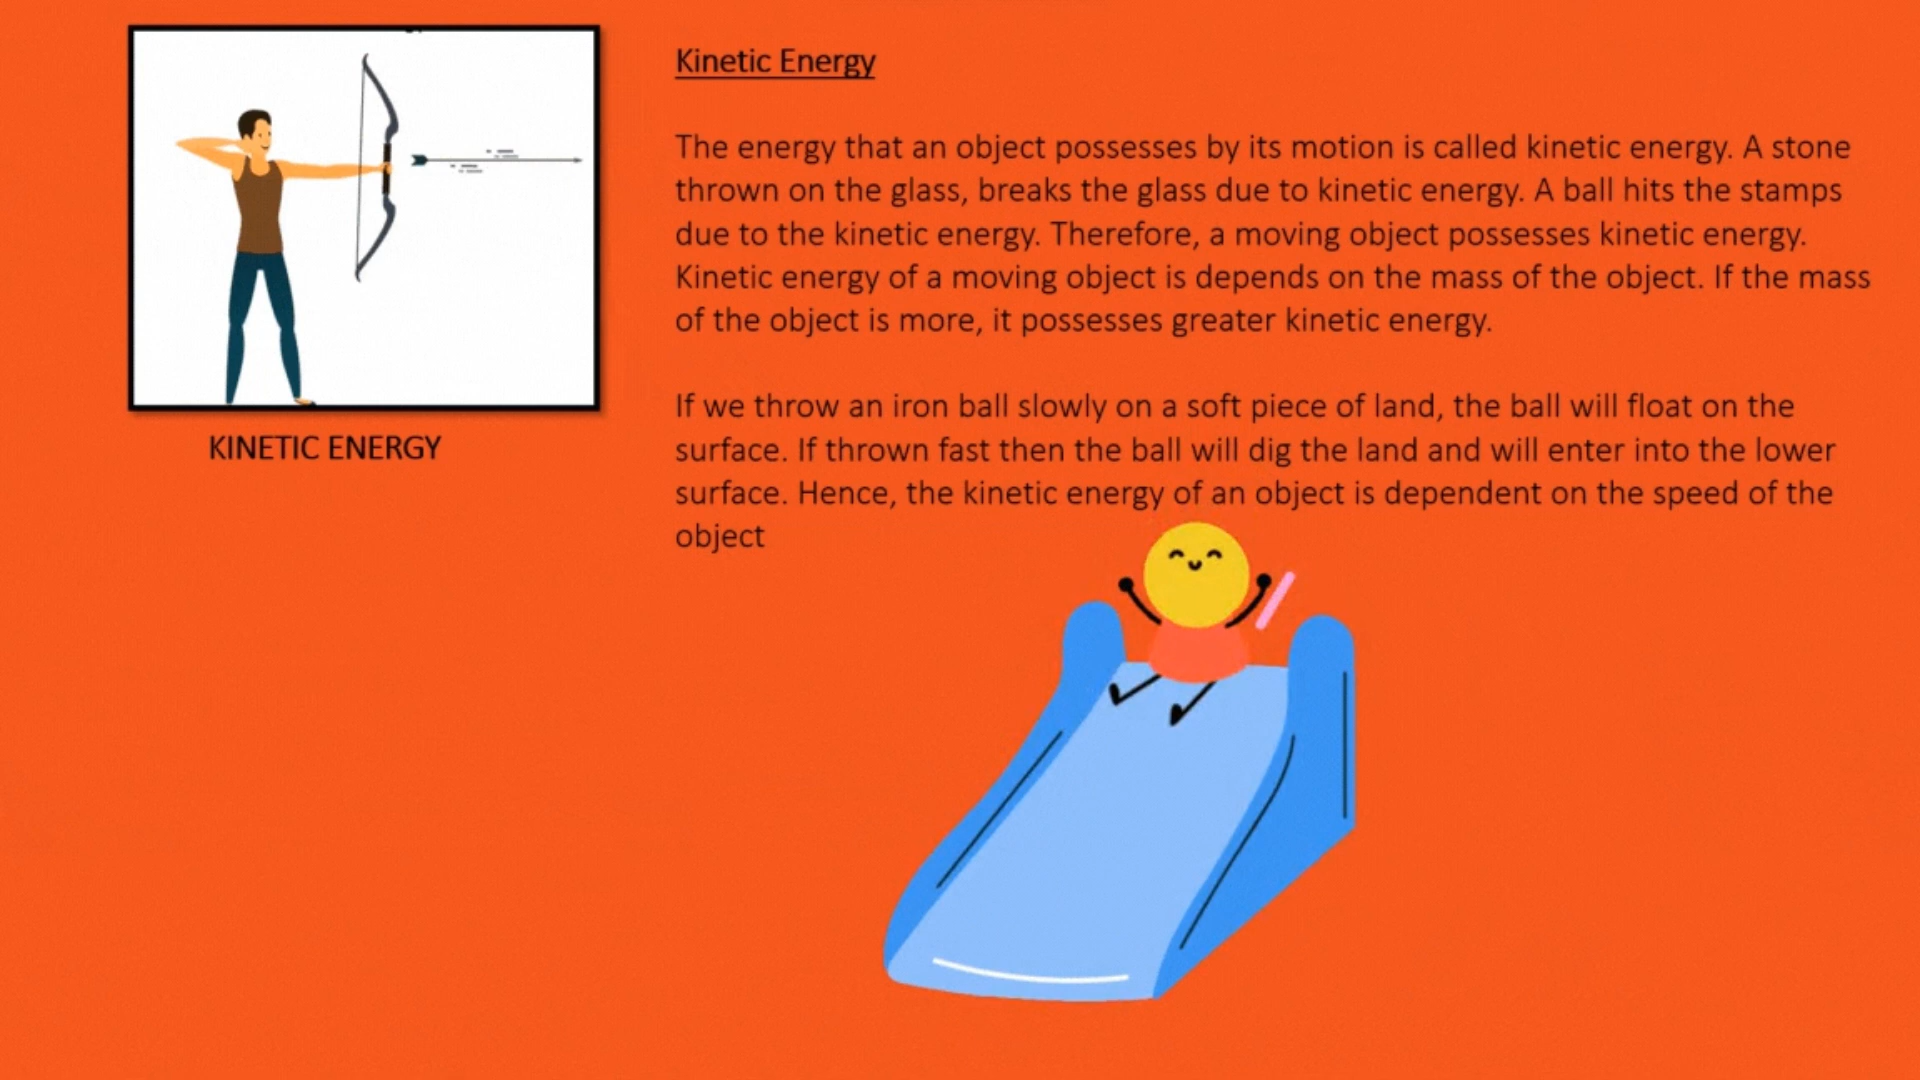 Kinetic Energy
The energy that an object possesses by its motion is called kinetic energy. A stone
thrown on the glass, breaks the glass due to kinetic energy. A ball hits the stamps
due to the kinetic energy. Therefore, a moving object possesses kinetic energy.
Kinetic energy of a moving object is depends on the mass of the object. If the mass
of the object is more, it possesses greater kinetic energy.
If we throw an iron ball slowly on a soft piece of land, the ball will float on the
surface. If thrown fast then the ball will dig the land and will enter into the lower
surface. Hence, the kinetic energy of an object is dependent on the speed of the
object
KINETIC ENERGY